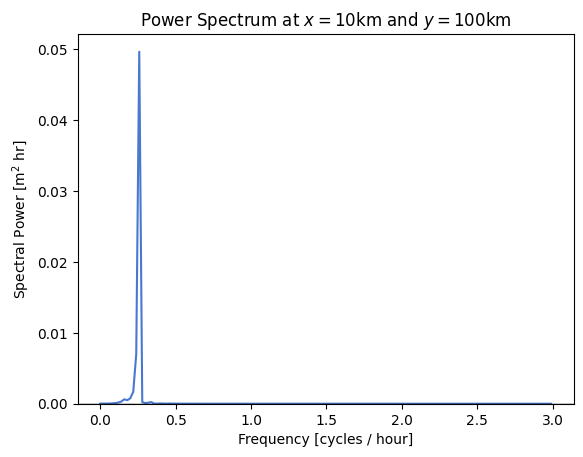 Power Spectrum at x = 10km and y = 100km
0.05
0.04
0.03
0.02
0.01
0.00
Spectral Power [m² hr]
0.0 0.5 1.0 1.5 2.0 2.5 3.0
Frequency [cycles / hour]